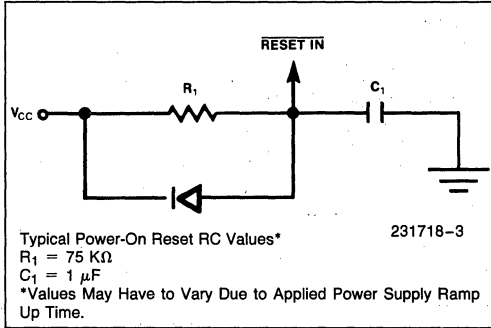 RESET IN
R1
C1
VCC
231718-3
Typical Power-On Reset RC Values*
R1 = 75 KΩ
C1 = 1 μF
*Values May Have to Vary Due to Applied Power Supply Ramp
Up Time.